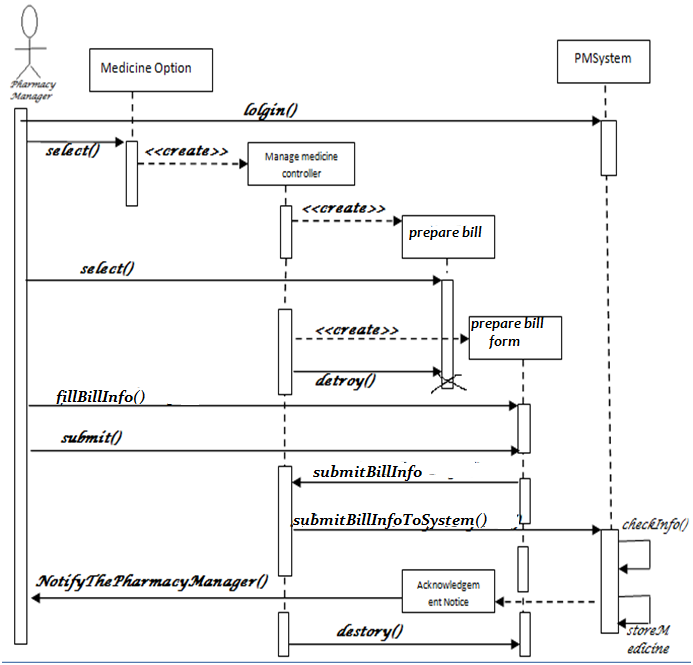 Pharmacy
Manager
Medicine Option
PMSystem
lolgin()
select()
<<create>>
Manage medicine
controller
<<create>>
prepare bill
select()
prepare bill
form
<<create>>
detroy()
fillBillInfo()
submit()
submitBillInfo
submitBillInfoToSystem()
checkInfo()
NotifyThePharmacyManager()
Acknowledgem
ent Notice
storeM
edicine
destory()